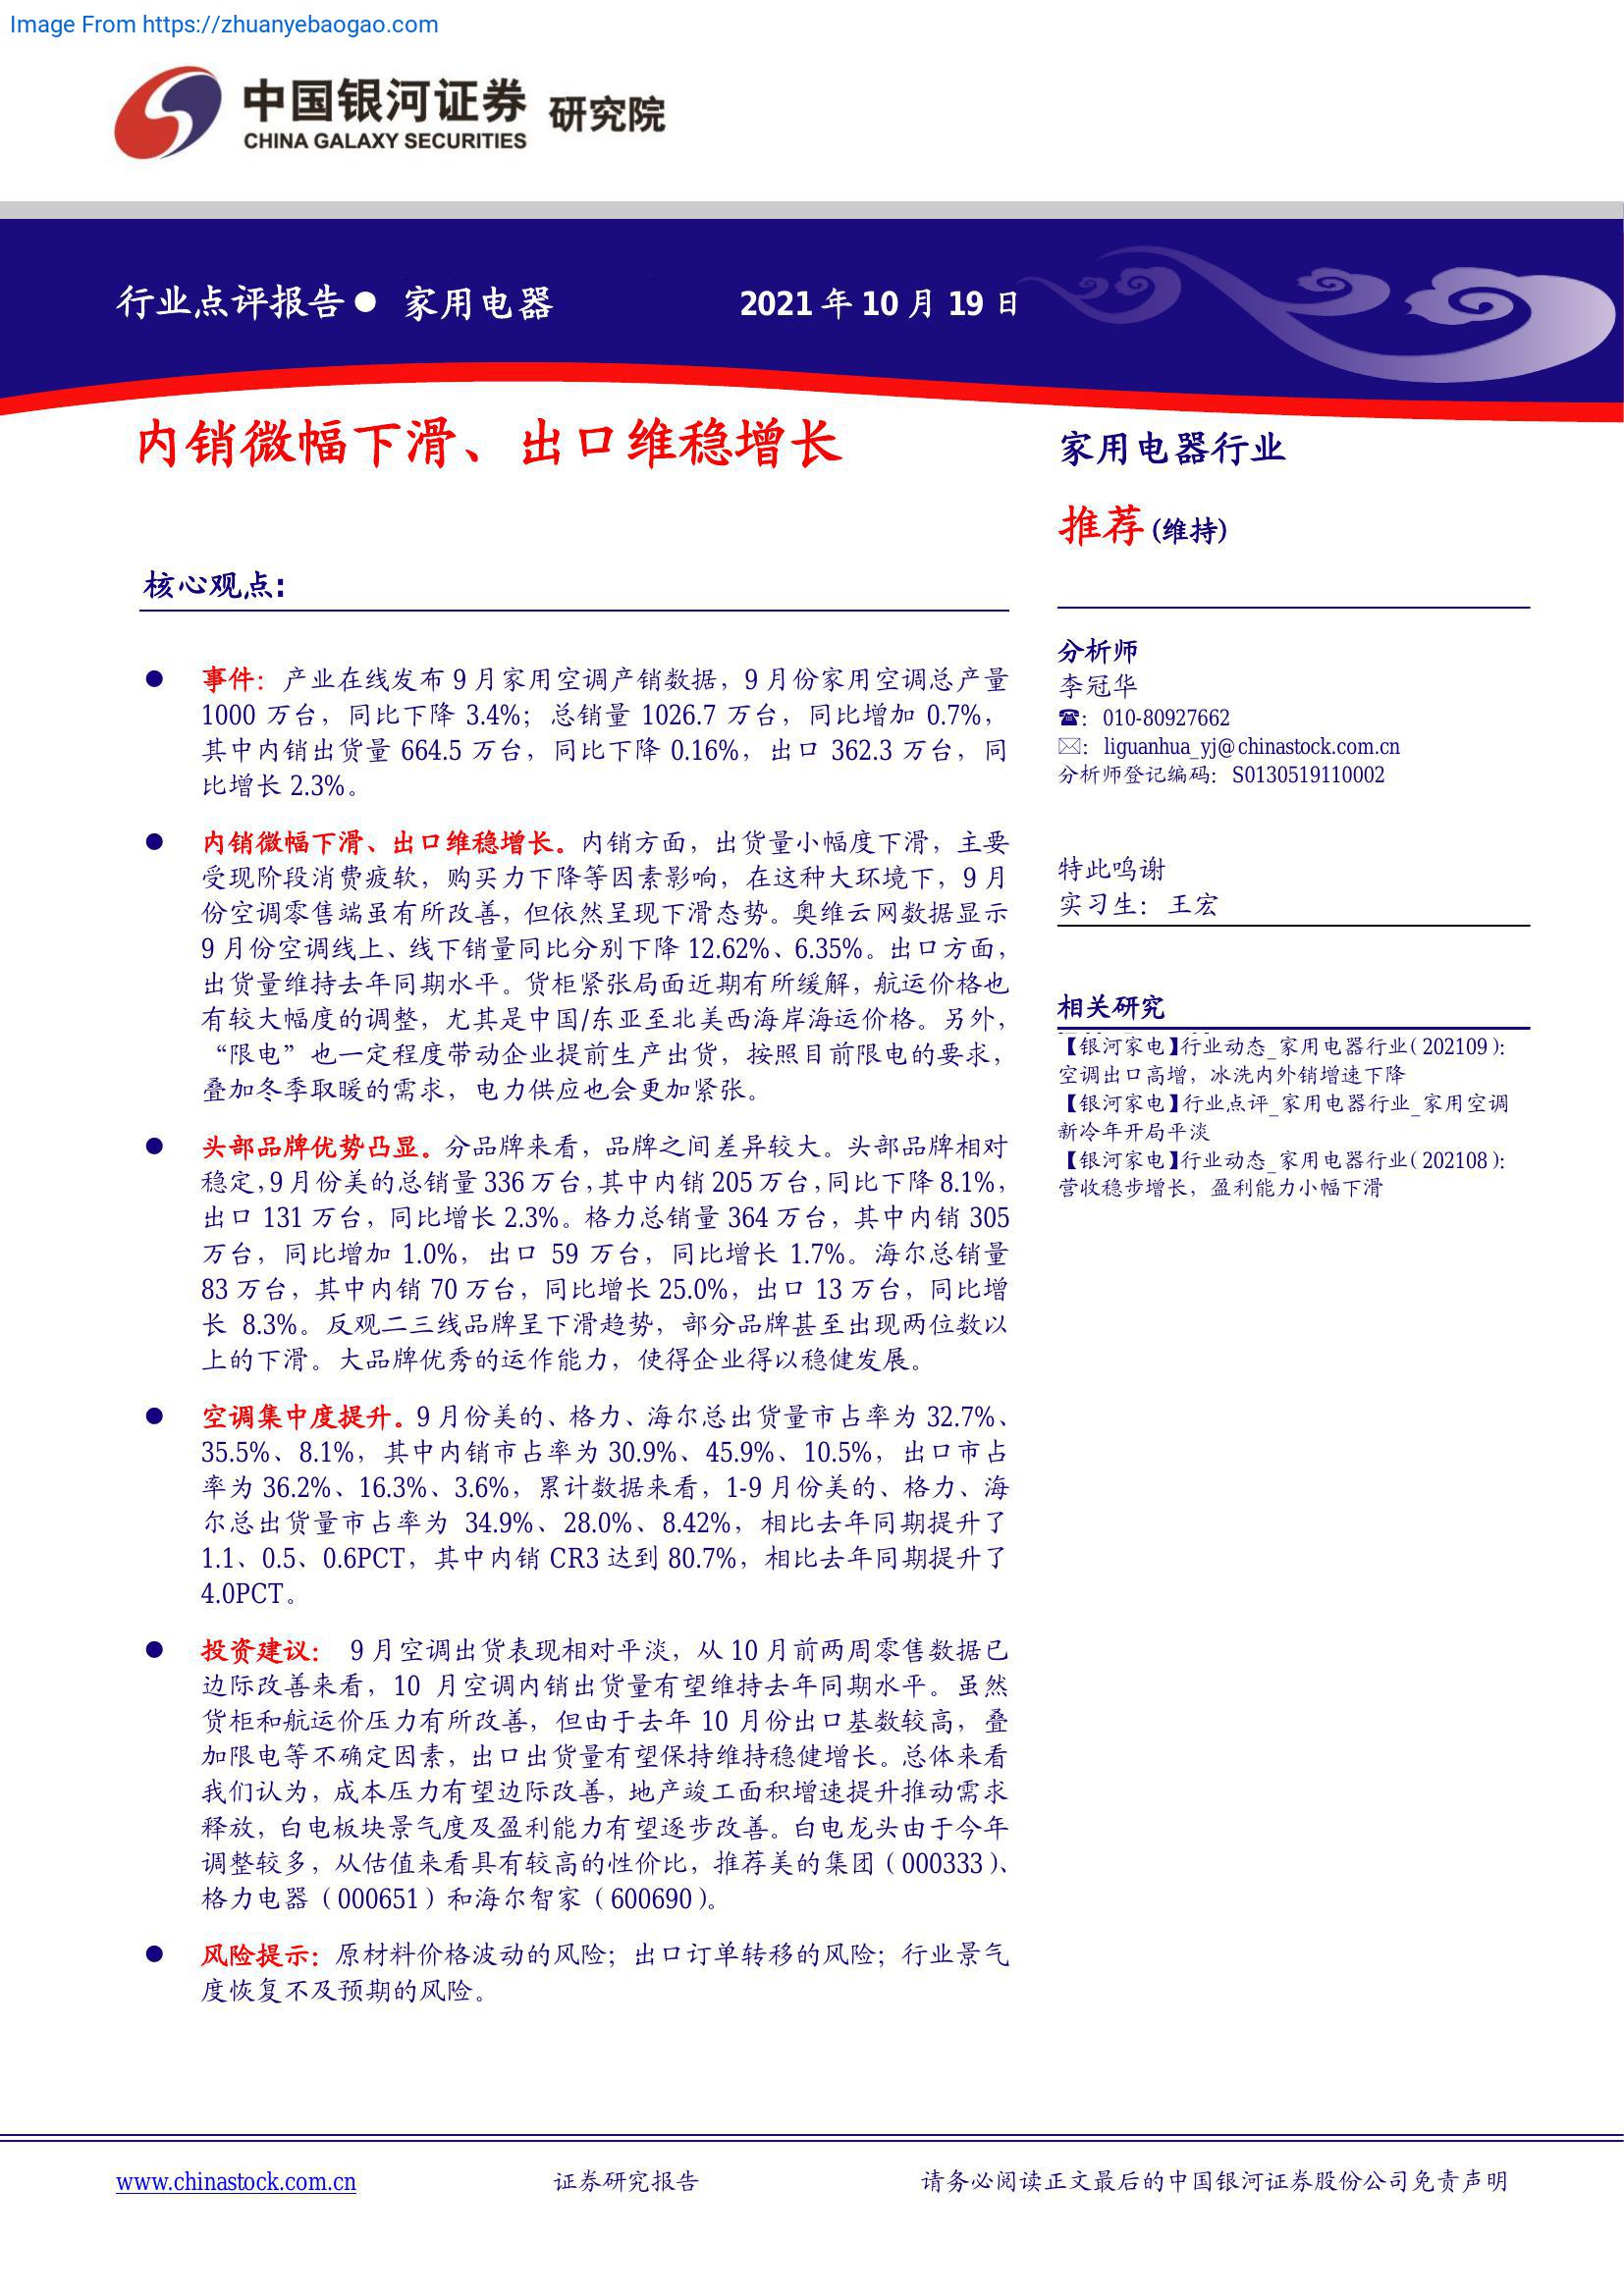 Image From https://zhuanyebaogao.com
中国银河证券 研究院
CHINA GALAXY SECURITIES
行业点评报告● 家用电器 2021 年 10 月 19 日
内销微幅下滑、出口维稳增长
核心观点:
● 事件：产业在线发布 9 月家用空调产销数据，9 月份家用空调总产量
1000 万台，同比下降 3.4%；总销量 1026.7 万台，同比增加 0.7%，
其中内销出货量 664.5 万台，同比下降 0.16%，出口 362.3 万台，同
比增长 2.3%。
● 内销微幅下滑、出口维稳增长。内销方面，出货量小幅度下滑，主要
受现阶段消费疲软，购买力下降等因素影响，在这种大环境下，9 月
份空调零售端虽有所改善，但依然呈现下滑态势。奥维云网数据显示
9 月份空调线上、线下销量同比分别下降 12.62%、6.35%。出口方面，
出货量维持去年同期水平。货柜紧张局面近期有所缓解，航运价格也
有较大幅度的调整，尤其是中国/东亚至北美西海岸海运价格。另外，
“限电”也一定程度带动企业提前生产出货，按照目前限电的要求，
叠加冬季取暖的需求，电力供应也会更加紧张。
● 头部品牌优势凸显。分品牌来看，品牌之间差异较大。头部品牌相对
稳定，9 月份美的总销量 336 万台，其中内销 205 万台，同比下降 8.1%，
出口 131 万台，同比增长 2.3%。格力总销量 364 万台，其中内销 305
万台，同比增加 1.0%，出口 59 万台，同比增长 1.7%。海尔总销量
83 万台，其中内销 70 万台，同比增长 25.0%，出口 13 万台，同比增
长 8.3%。反观二三线品牌呈下滑趋势，部分品牌甚至出现两位数以
上的下滑。大品牌优秀的运作能力，使得企业得以稳健发展。
● 空调集中度提升。9 月份美的、格力、海尔总出货量市占率为 32.7%、
35.5%、8.1%，其中内销市占率为 30.9%、45.9%、10.5%，出口市占
率为 36.2%、16.3%、3.6%，累计数据来看，1-9 月份美的、格力、海
尔总出货量市占率为 34.9%、28.0%、8.42%，相比去年同期提升了
1.1、0.5、0.6PCT，其中内销 CR3 达到 80.7%，相比去年同期提升了
4.0PCT。
● 投资建议： 9 月空调出货表现相对平淡，从 10 月前两周零售数据已
边际改善来看，10 月空调内销出货量有望维持去年同期水平。虽然
货柜和航运价压力有所改善，但由于去年 10 月份出口基数较高，叠
加限电等不确定因素，出口出货量有望保持维持稳健增长。总体来看
我们认为，成本压力有望边际改善，地产竣工面积增速提升推动需求
释放，白电板块景气度及盈利能力有望逐步改善。白电龙头由于今年
调整较多，从估值来看具有较高的性价比，推荐美的集团（000333）、
格力电器（000651）和海尔智家（600690）。
● 风险提示：原材料价格波动的风险；出口订单转移的风险；行业景气
度恢复不及预期的风险。
家用电器行业
推荐 (维持)
分析师
李冠华
☎：010-80927662
✉：liguanhua_yj@chinastock.com.cn
分析师登记编码：S0130519110002
特此鸣谢
实习生：王宏
相关研究
【银河家电】行业动态_家用电器行业（202109）：
空调出口高增，冰洗内外销增速下降
【银河家电】行业点评_家用电器行业_家用空调
新冷年开局平淡
【银河家电】行业动态_家用电器行业（202108）：
营收稳步增长，盈利能力小幅下滑
www.chinastock.com.cn 证券研究报告 请务必阅读正文最后的中国银河证券股份公司免责声明